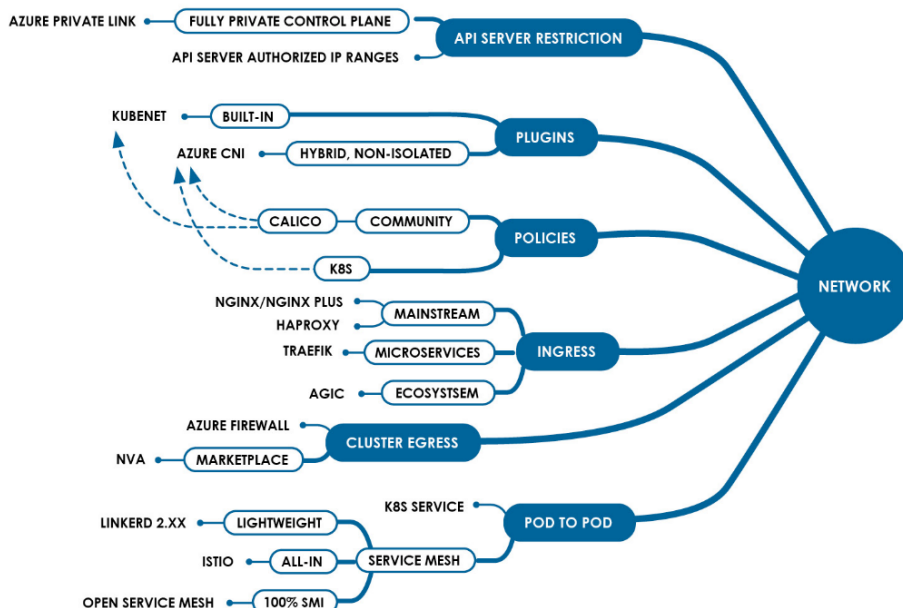 AZURE PRIVATE LINK
FULLY PRIVATE CONTROL PLANE
API SERVER RESTRICTION
API SERVER AUTHORIZED IP RANGES
KUBENET
BUILT-IN
PLUGINS
AZURE CNI
HYBRID, NON-ISOLATED
CALICO
COMMUNITY
POLICIES
K8S
NETWORK
NGINX/NGINX PLUS
MAINSTREAM
HAPROXY
TRAEFIK
MICROSERVICES
INGRESS
AGIC
ECOSYSTSEM
AZURE FIREWALL
CLUSTER EGRESS
NVA
MARKETPLACE
K8S SERVICE
POD TO POD
LINKERD 2.XX
LIGHTWEIGHT
ISTIO
ALL-IN
SERVICE MESH
OPEN SERVICE MESH
100% SMI